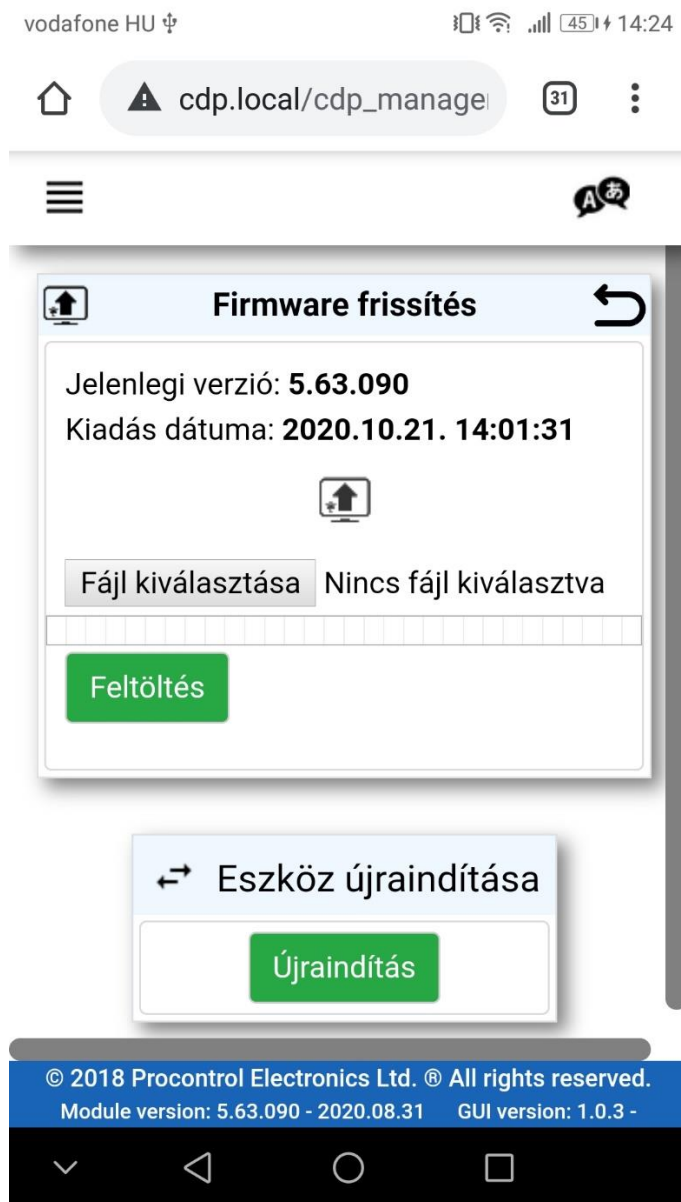 vodafone HU 45 14:24
cdp.local/cdp_manage 31
A あ
Firmware frissítés
Jelenlegi verzió: 5.63.090
Kiadás dátuma: 2020.10.21. 14:01:31
Fájl kiválasztása Nincs fájl kiválasztva
Feltöltés
Eszköz újraindítása
Újraindítás
© 2018 Procontrol Electronics Ltd. ® All rights reserved.
Module version: 5.63.090 - 2020.08.31 GUI version: 1.0.3 -